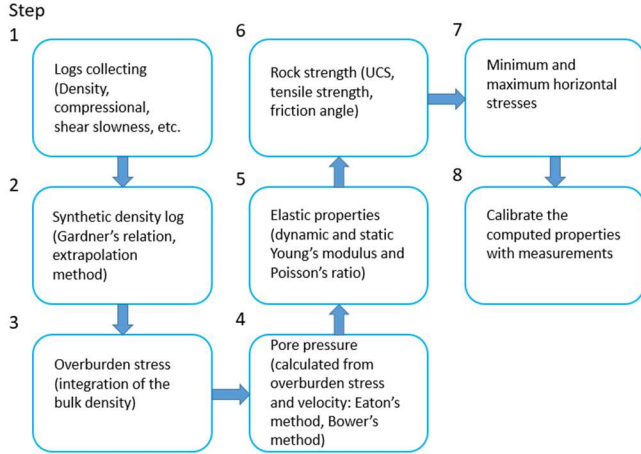 Step
1
Logs collecting
(Density,
compressional,
shear slowness, etc.
2
Synthetic density log
(Gardner's relation,
extrapolation
method)
3
Overburden stress
(integration of the
bulk density)
4
Pore pressure
(calculated from
overburden stress
and velocity: Eaton's
method, Bower's
method)
5
Elastic properties
(dynamic and static
Young's modulus and
Poisson's ratio)
6
Rock strength (UCS,
tensile strength,
friction angle)
7
Minimum and
maximum horizontal
stresses
8
Calibrate the
computed properties
with measurements